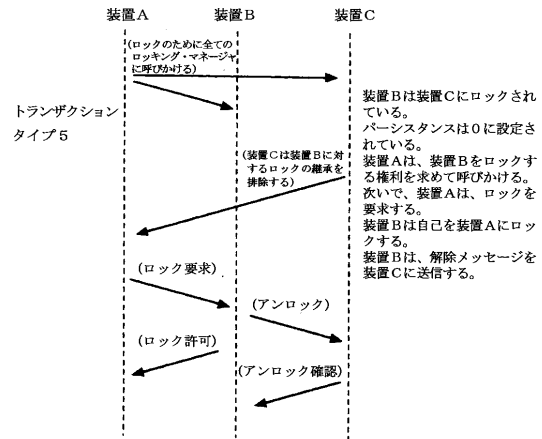 装置A
装置B
装置C
(ロックのために全ての
ロッキング・マネージャ
に呼びかける)
トランザクション
タイプ5
装置Bは装置Cにロックされ
ている。
パーシスタンスは0に設定さ
れている。
装置Aは、装置Bをロックす
る権利を求めて呼びかける。
次いで、装置Aは、ロックを
要求する。
装置Bは自己を装置Aにロッ
クする。
装置Bは、解除メッセージを
装置Cに送信する。
(装置Cは装置Bに対
するロックの継承を
排除する)
(ロック要求)
(アンロック)
(ロック許可)
(アンロック確認)